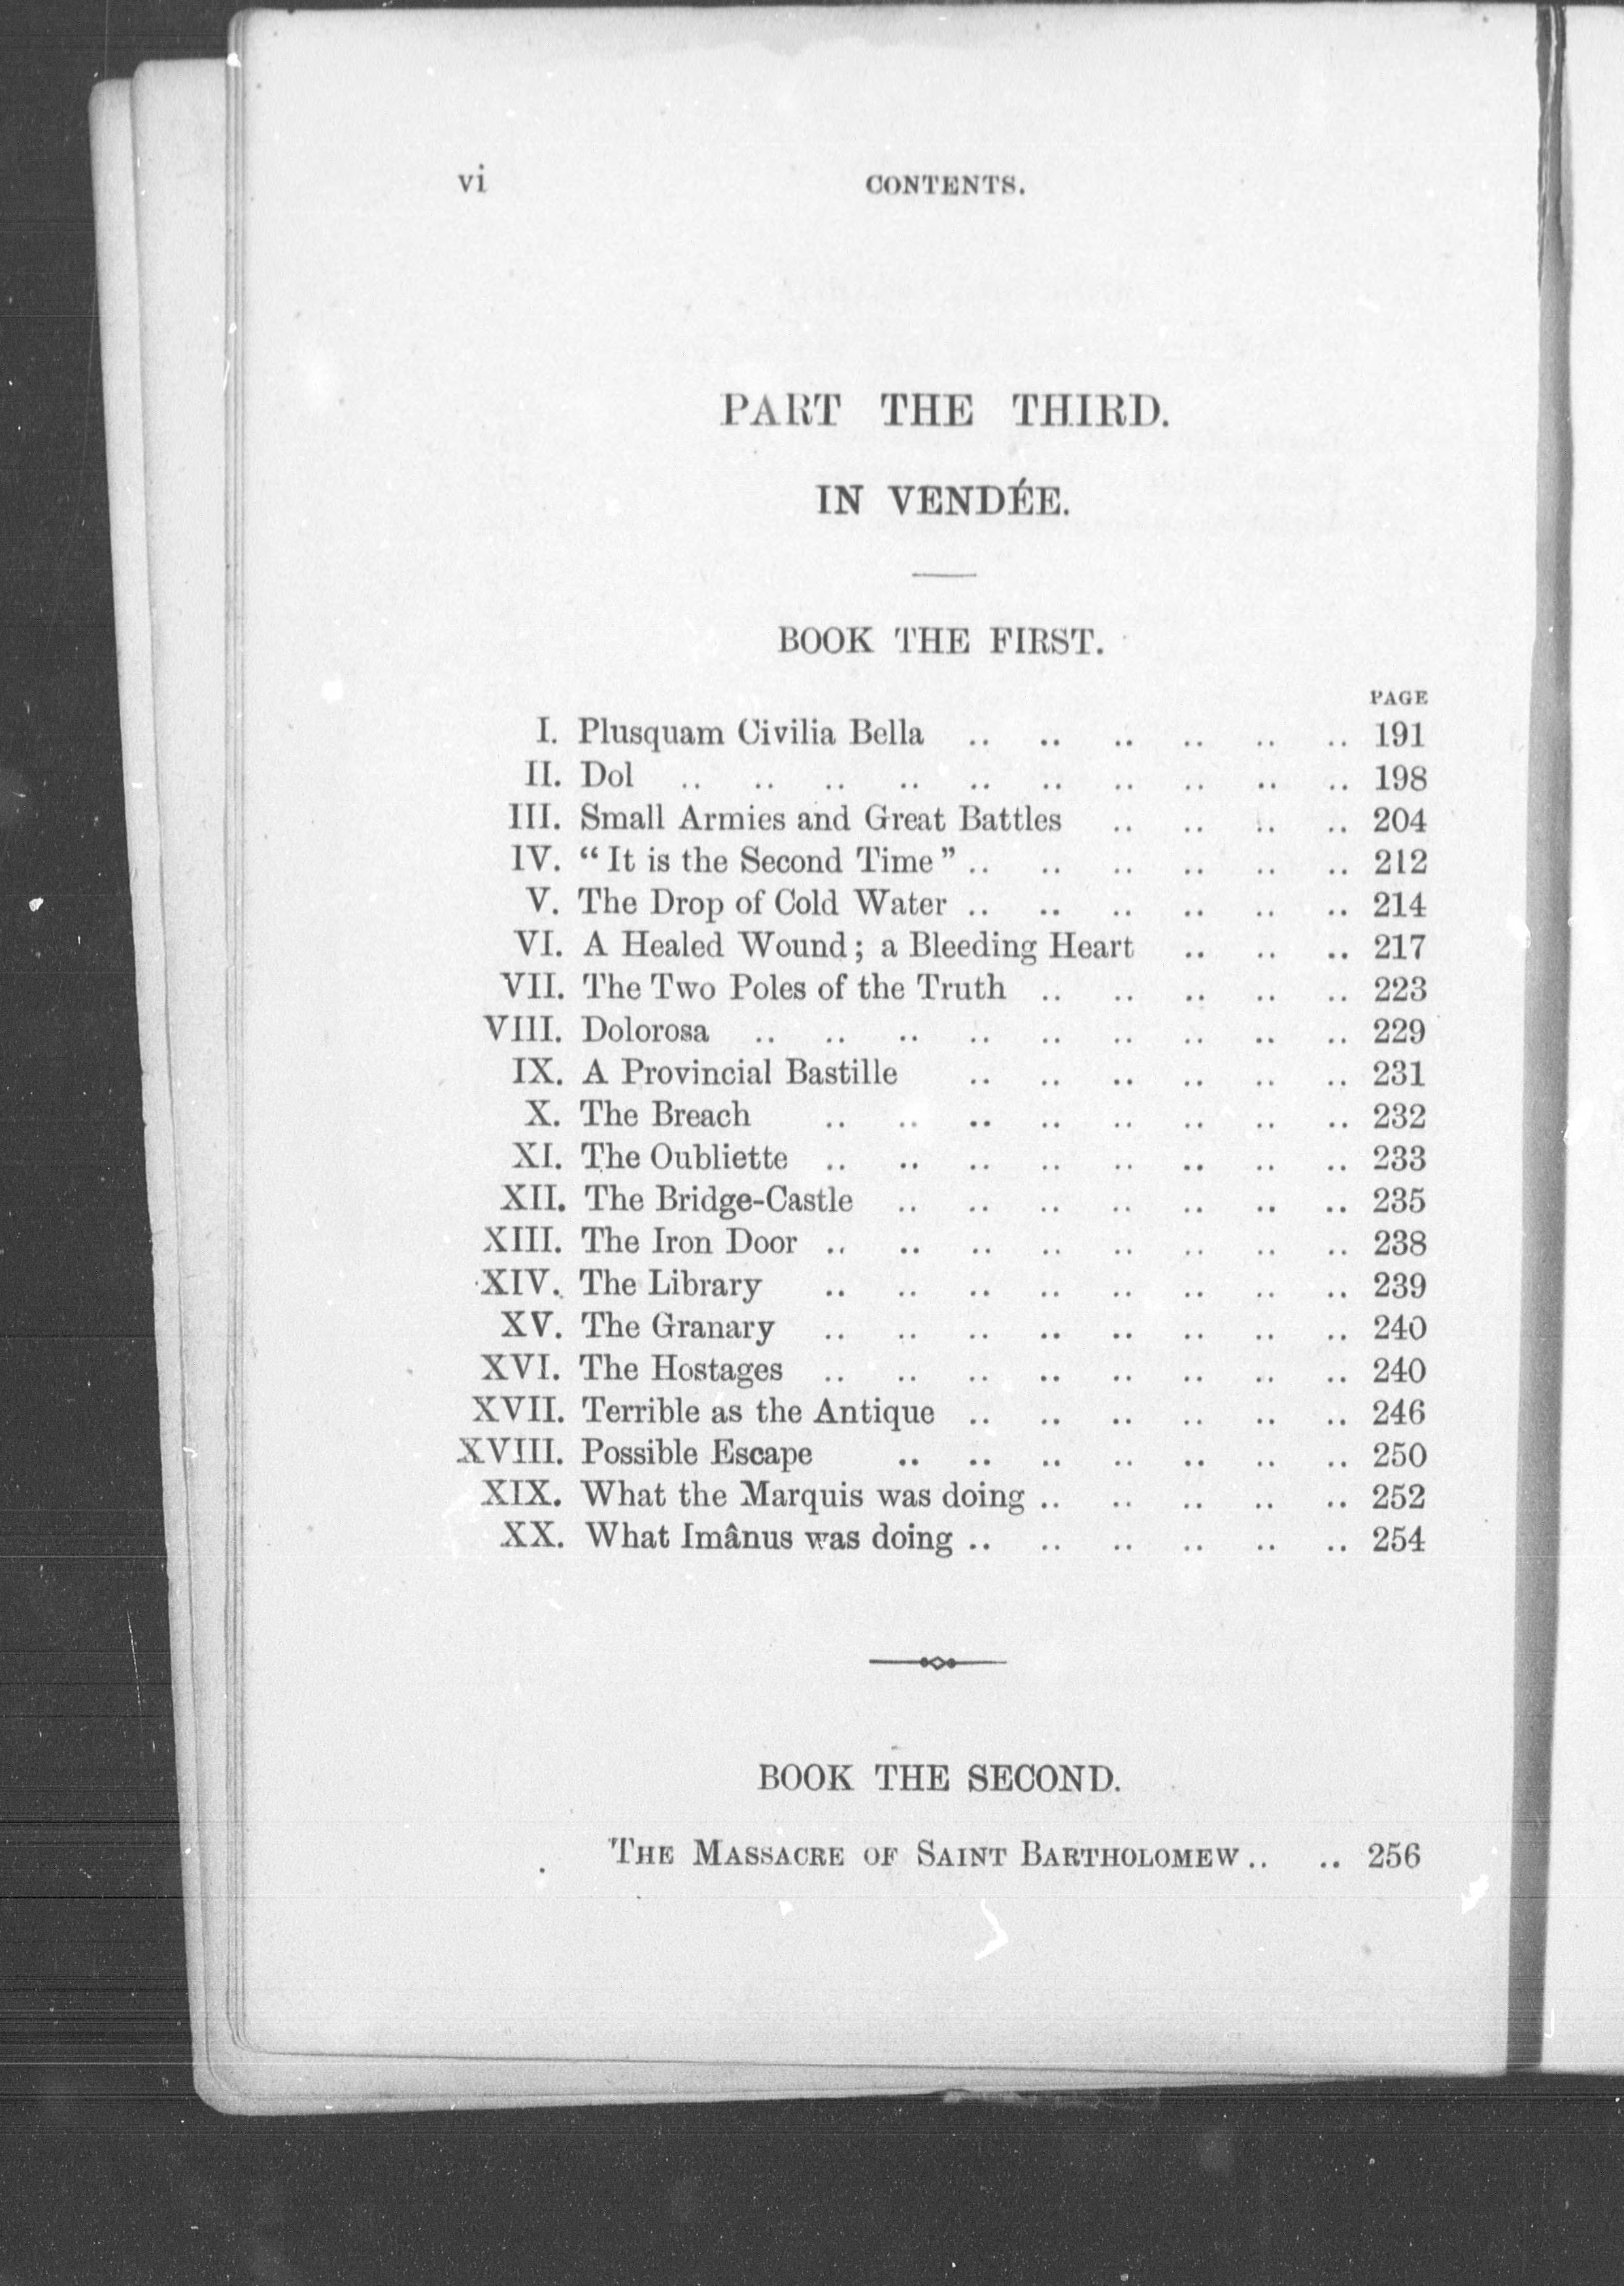 vi CONTENTS.
PART THE THIRD.
IN VENDÉE.
BOOK THE FIRST.
PAGE
I. Plusquam Civilia Bella .. .. .. .. .. .. 191
II. Dol .. .. .. .. .. .. .. .. .. .. 198
III. Small Armies and Great Battles .. .. .. .. 204
IV. “It is the Second Time” .. .. .. .. .. .. 212
V. The Drop of Cold Water .. .. .. .. .. .. 214
VI. A Healed Wound; a Bleeding Heart .. .. .. 217
VII. The Two Poles of the Truth .. .. .. .. .. 223
VIII. Dolorosa .. .. .. .. .. .. .. .. .. 229
IX. A Provincial Bastille .. .. .. .. .. .. 231
X. The Breach .. .. .. .. .. .. .. .. 232
XI. The Oubliette .. .. .. .. .. .. .. .. 233
XII. The Bridge-Castle .. .. .. .. .. .. .. 235
XIII. The Iron Door .. .. .. .. .. .. .. .. 238
XIV. The Library .. .. .. .. .. .. .. .. 239
XV. The Granary .. .. .. .. .. .. .. .. 240
XVI. The Hostages .. .. .. .. .. .. .. .. 240
XVII. Terrible as the Antique .. .. .. .. .. .. 246
XVIII. Possible Escape .. .. .. .. .. .. .. 250
XIX. What the Marquis was doing .. .. .. .. .. 252
XX. What Imânus was doing .. .. .. .. .. .. 254
BOOK THE SECOND.
THE MASSACRE OF SAINT BARTHOLOMEW .. .. 256